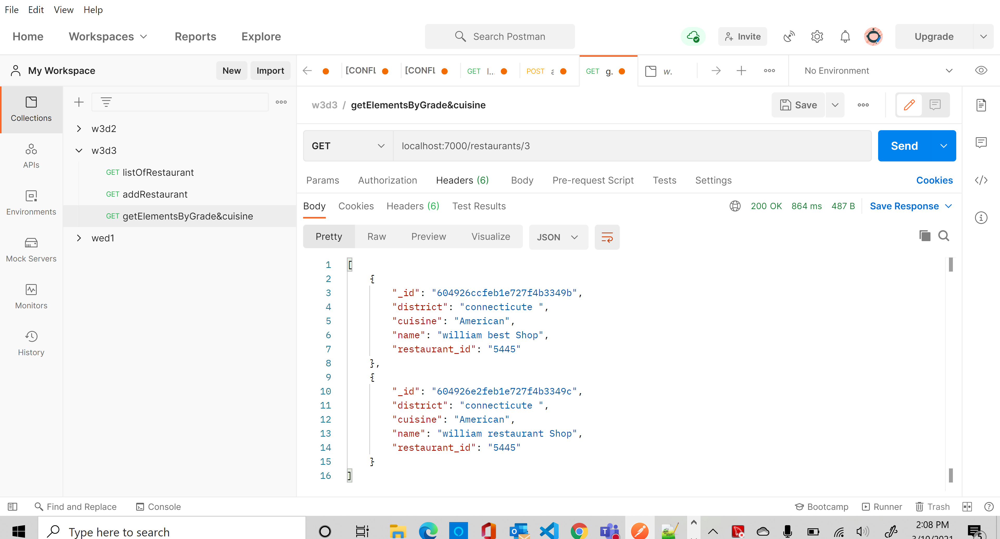 File Edit View Help
Home Workspaces Reports Explore Search Postman Invite Upgrade
My Workspace New Import
[CONFL [CONFL GET l... POST a GET g. w. No Environment
Collections
APIs
Environments
Mock Servers
Monitors
History
w3d2
w3d3
GET listOfRestaurant
GET addRestaurant
GET getElementsByGrade&cuisine
wed1
w3d3 / getElementsByGrade&cuisine Save
GET localhost:7000/restaurants/3 Send
Params Authorization Headers (6) Body Pre-request Script Tests Settings Cookies
Body Cookies Headers (6) Test Results 200 OK 864 ms 487 B Save Response
Pretty Raw Preview Visualize JSON
1 [
2 {
3 "_id": "604926ccfeb1e727f4b3349b",
4 "district": "connecticute ",
5 "cuisine": "American",
6 "name": "william best Shop",
7 "restaurant_id": "5445"
8 },
9 {
10 "_id": "604926e2feb1e727f4b3349c",
11 "district": "connecticute ",
12 "cuisine": "American",
13 "name": "william restaurant Shop",
14 "restaurant_id": "5445"
15 }
16 ]
Find and Replace Console Bootcamp Runner Trash
Type here to search
2:08 PM
3/10/2021
5